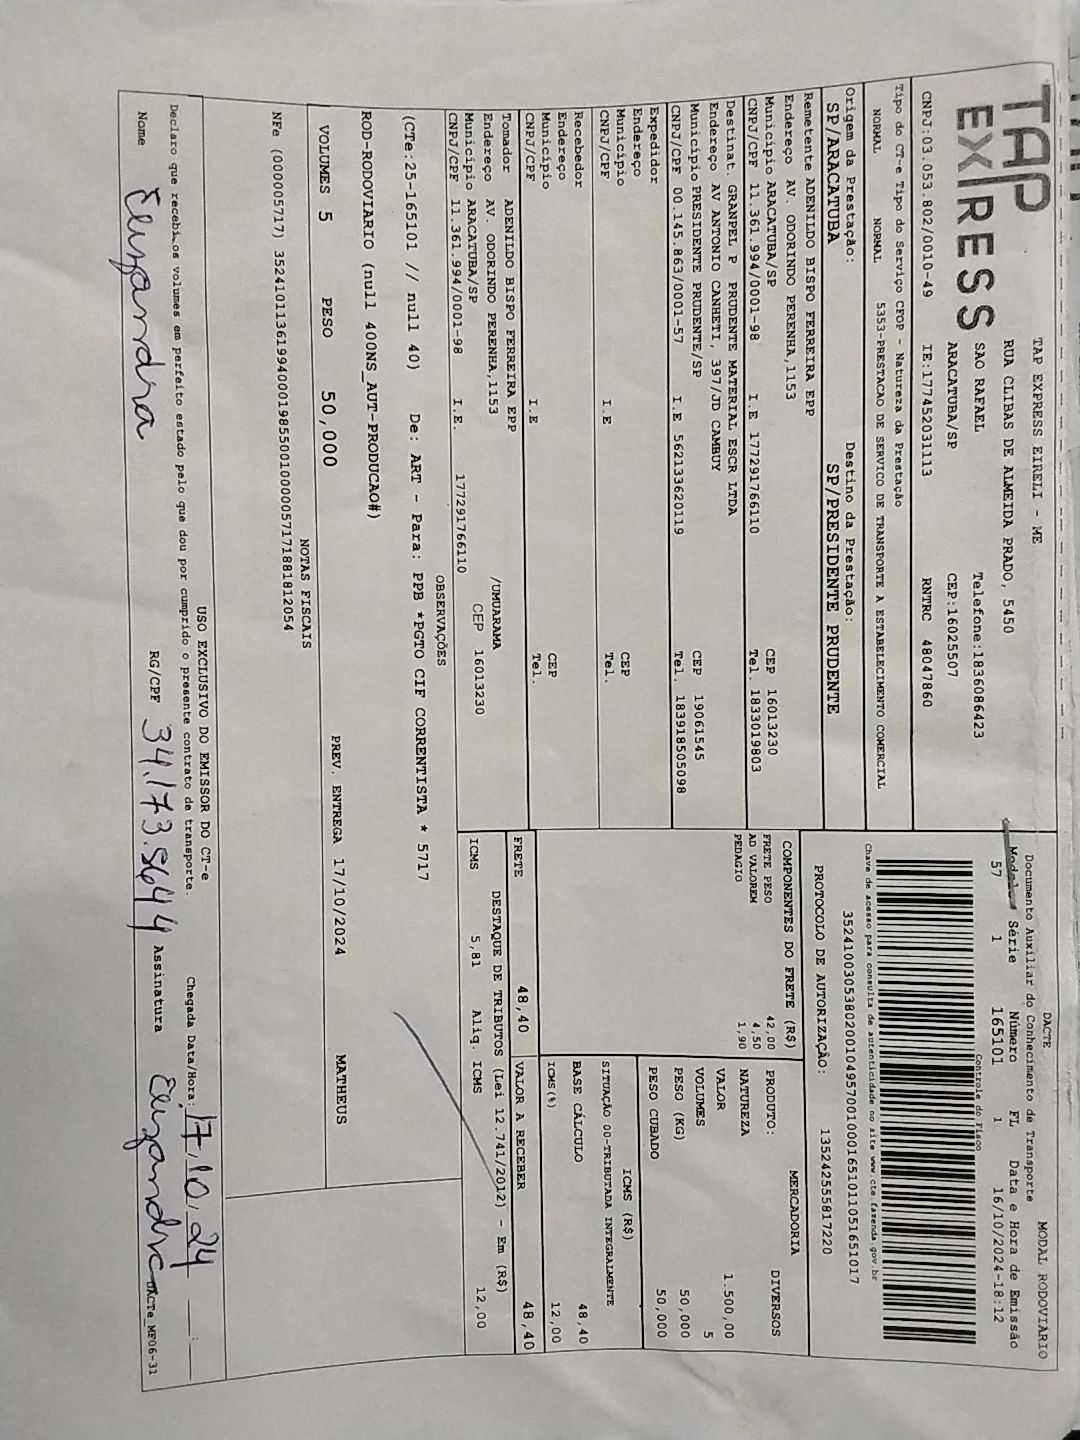 TAP
EXPRESS
TAP EXPRESS EIRELI - ME
RUA CLIBAS DE ALMEIDA PRADO, 5450
SAO RAFAEL Telefone:1836086423
ARACATUBA/SP CEP:16025507
CNPJ:03.053.802/0010-49 IE:177452031113 RNTRC 48047860
DACTE MODAL RODOVIÁRIO
Documento Auxiliar do Conhecimento de Transporte
Modelo Série Número FL Data e Hora de Emissão
57 1 165101 1 16/10/2024-18:12
Controle do Fisco
Chave de acesso para consulta de autenticidade no site www.cte.fazenda.gov.br
35241003053802001049570010001651011051651017
PROTOCOLO DE AUTORIZAÇÃO: 135242555817220
Tipo do CT-e Tipo do Serviço CFOP - Natureza da Prestação
NORMAL NORMAL 5353-PRESTACAO DE SERVICO DE TRANSPORTE A ESTABELECIMENTO COMERCIAL
Origem da Prestação: Destino da Prestação:
SP/ARACATUBA SP/PRESIDENTE PRUDENTE
Remetente ADENILDO BISPO FERREIRA EPP
Endereço AV. ODORINDO PERENHA,1153
Município ARACATUBA/SP CEP 16013230
CNPJ/CPF 11.361.994/0001-98 I.E 177291766110 Tel. 1833019803
Destinat. GRANPEL P PRUDENTE MATERIAL ESCR LTDA
Endereço AV ANTONIO CANHETI, 397/JD CAMBUY
Município PRESIDENTE PRUDENTE/SP CEP 19061545
CNPJ/CPF 00.145.863/0001-57 I.E 562133620119 Tel. 183918505098
Expedidor
Endereço
Município CEP
CNPJ/CPF I.E Tel.
Recebedor
Endereço
Município CEP
CNPJ/CPF I.E Tel.
Tomador ADENILDO BISPO FERREIRA EPP
Endereço AV. ODORINDO PERENHA,1153 /UMUARAMA
Município ARACATUBA/SP CEP 16013230
CNPJ/CPF 11.361.994/0001-98 I.E. 177291766110
COMPONENTES DO FRETE (R$)
FRETE PESO 42,00
AD VALOREM 4,50
PEDAGIO 1,90
MERCADORIA
PRODUTO: DIVERSOS
NATUREZA
VALOR 1.500,00
VOLUMES 5
PESO (KG) 50,000
PESO CUBADO 50,000
ICMS (R$)
SITUAÇÃO 00-TRIBUTADA INTEGRALMENTE
BASE CÁLCULO 48,40
ICMS(%) 12,00
FRETE 48,40 VALOR A RECEBER 48,40
DESTAQUE DE TRIBUTOS (Lei 12.741/2012) - Em (R$)
ICMS 5,81 Aliq. ICMS 12,00
OBSERVAÇÕES
(CTe:25-165101 // null 40) De: ART - Para: PPB *PGTO CIF CORRENTISTA * 5717
ROD-RODOVIARIO (null 400NS_AUT-PRODUCAO#)
VOLUMES 5 PESO 50,000 PREV. ENTREGA 17/10/2024 MATHEUS
NOTAS FISCAIS
NFe (000005717) 35241011361994000198550010000057171881812054
USO EXCLUSIVO DO EMISSOR DO CT-e
Declaro que recebi os volumes em perfeito estado pelo que dou por cumprido o presente contrato de transporte. Chegada Data/Hora: 17,10,24 :
Nome RG/CPF Assinatura
DACTe_MF06-31